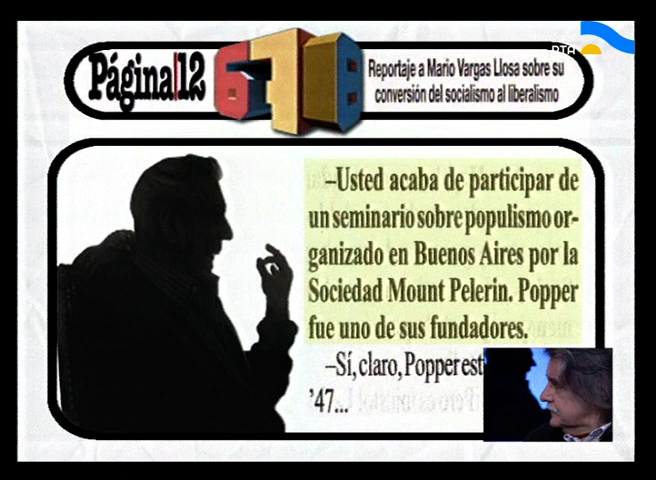 Página|12
678
Reportaje a Mario Vargas Llosa sobre su
conversión del socialismo al liberalismo
–Usted acaba de participar de
un seminario sobre populismo or-
ganizado en Buenos Aires por la
Sociedad Mount Pelerin. Popper
fue uno de sus fundadores.
–Sí, claro, Popper est
’47...